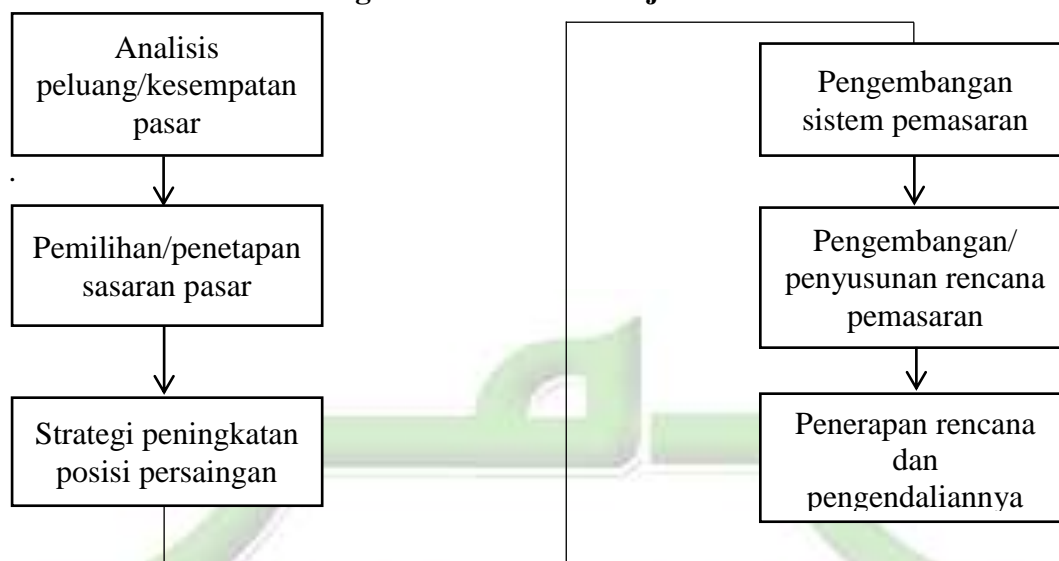 Analisis
peluang/kesempatan
pasar
.
Pemilihan/penetapan
sasaran pasar
Strategi peningkatan
posisi persaingan
Pengembangan
sistem pemasaran
Pengembangan/
penyusunan rencana
pemasaran
Penerapan rencana
dan
pengendaliannya